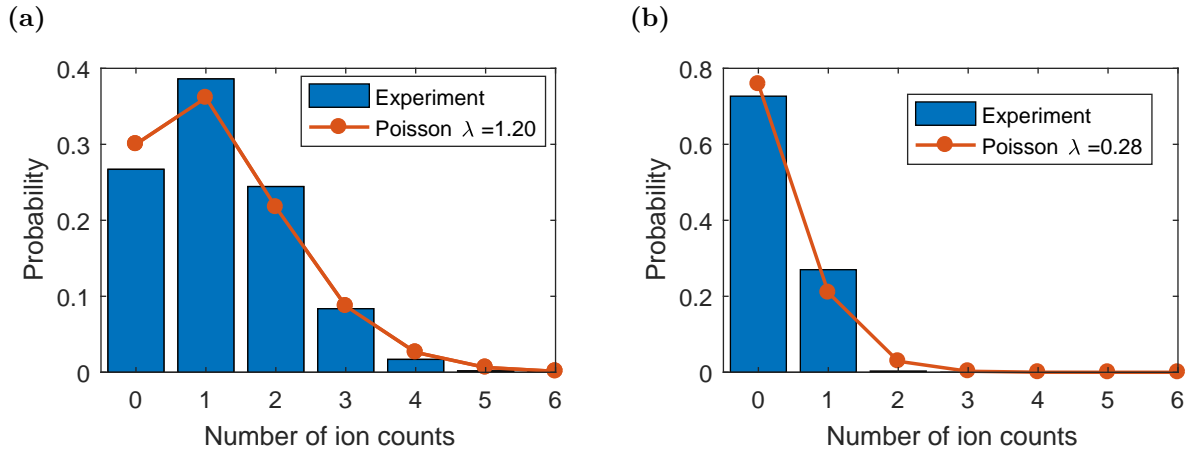 (a)
0.4
0.3
0.2
0.1
0
Probability
Experiment
Poisson λ =1.20
0 1 2 3 4 5 6
Number of ion counts
(b)
0.8
0.6
0.4
0.2
0
Probability
Experiment
Poisson λ =0.28
0 1 2 3 4 5 6
Number of ion counts